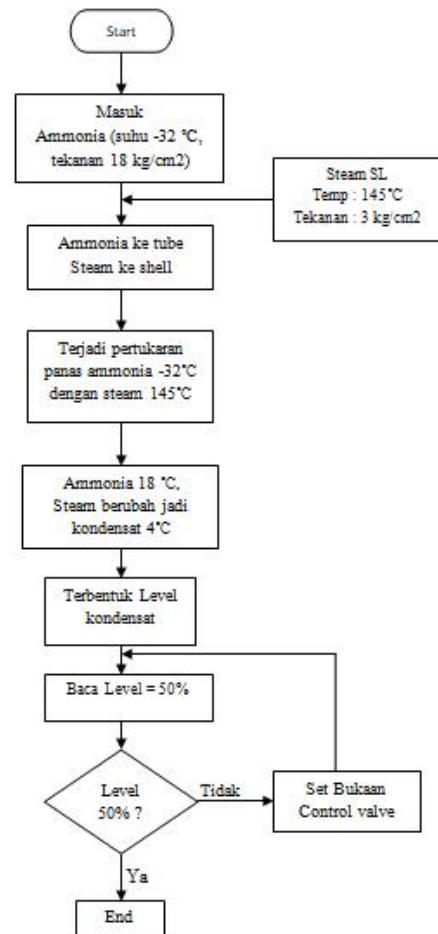 Start
Masuk
Ammonia (suhu -32 °C,
tekanan 18 kg/cm2)
Steam SL
Temp : 145°C
Tekanan : 3 kg/cm2
Ammonia ke tube
Steam ke shell
Terjadi pertukaran
panas ammonia -32°C
dengan steam 145°C
Ammonia 18 °C,
Steam berubah jadi
kondensat 4°C
Terbentuk Level
kondensat
Baca Level = 50%
Level
50% ?
Tidak
Set Bukaan
Control valve
Ya
End